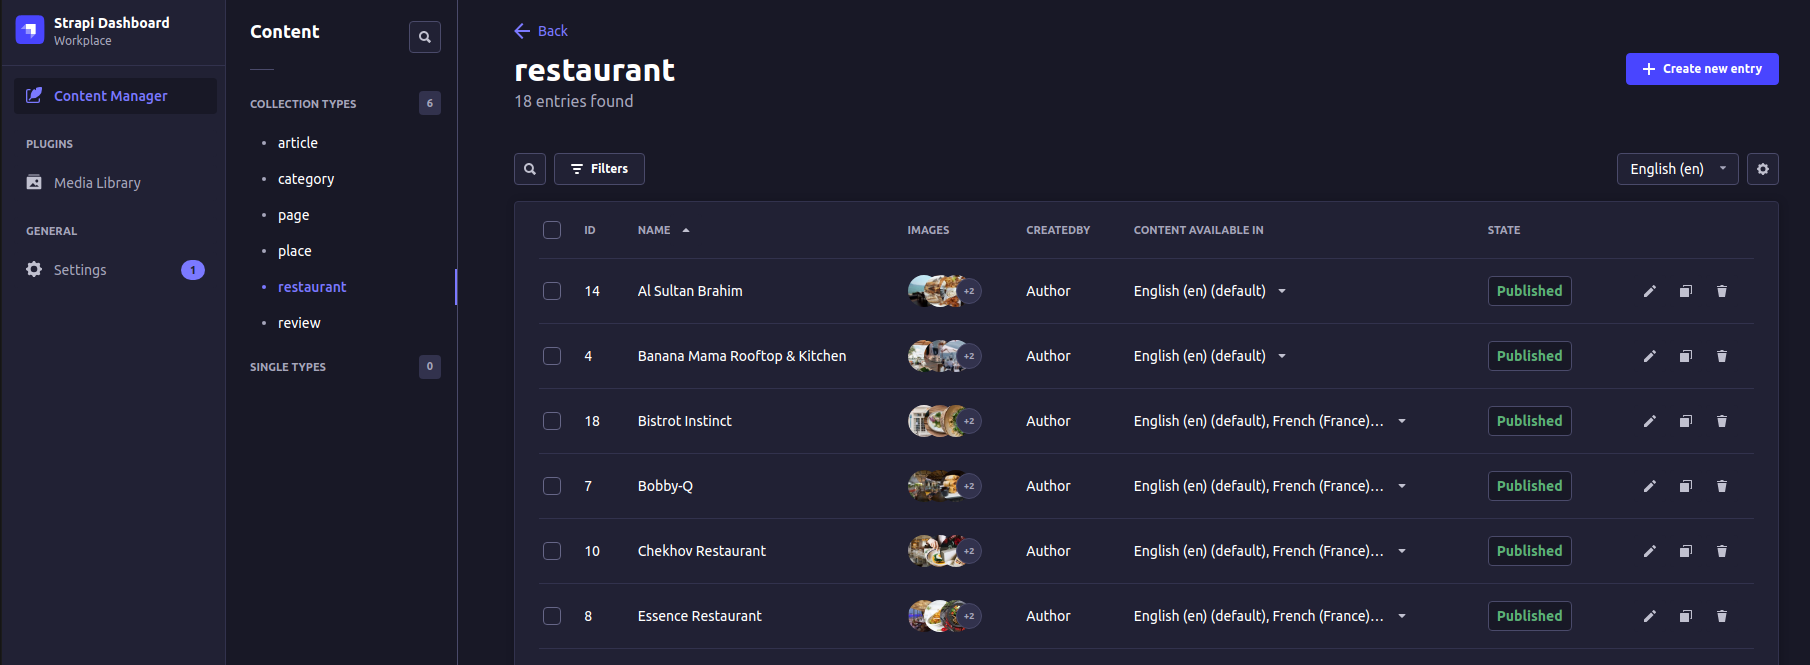 Strapi Dashboard
Workplace
Content Manager
PLUGINS
Media Library
GENERAL
Settings 1
Content
COLLECTION TYPES 6
article
category
page
place
restaurant
review
SINGLE TYPES 0
Back
restaurant
18 entries found
Create new entry
Filters
English (en)
ID NAME IMAGES CREATEDBY CONTENT AVAILABLE IN STATE
14 Al Sultan Brahim +2 Author English (en) (default) Published
4 Banana Mama Rooftop & Kitchen +2 Author English (en) (default) Published
18 Bistrot Instinct +2 Author English (en) (default), French (France)... Published
7 Bobby-Q +2 Author English (en) (default), French (France)... Published
10 Chekhov Restaurant +2 Author English (en) (default), French (France)... Published
8 Essence Restaurant +2 Author English (en) (default), French (France)... Published